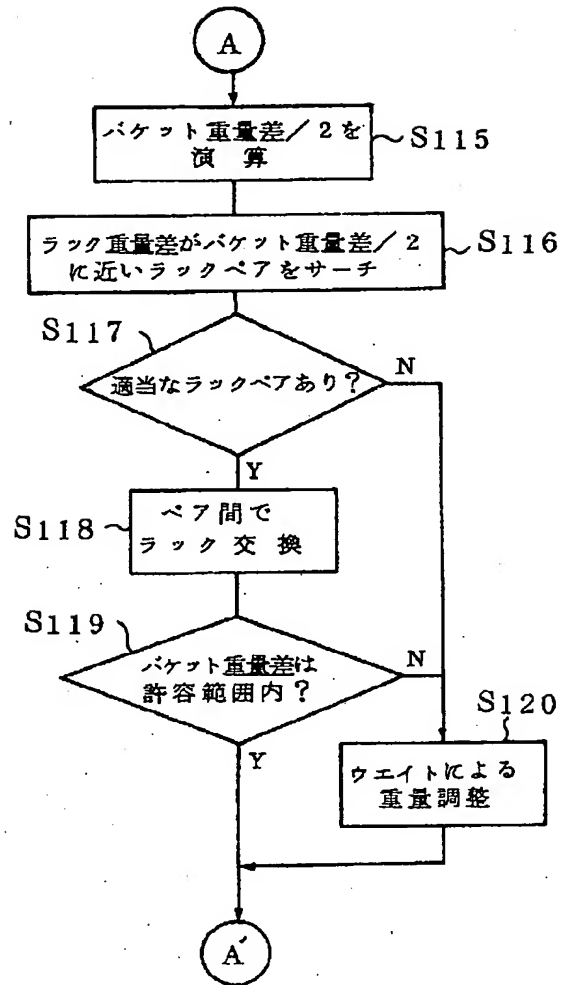 A
バケット重量差/2を
演算
S115
ラック重量差がバケット重量差/2
に近いラックペアをサーチ
S116
S117
適当なラックペアあり?
N
Y
ペア間で
ラック交換
S118
S119
バケット重量差は
許容範囲内?
N
Y
S120
ウエイトによる
重量調整
A´